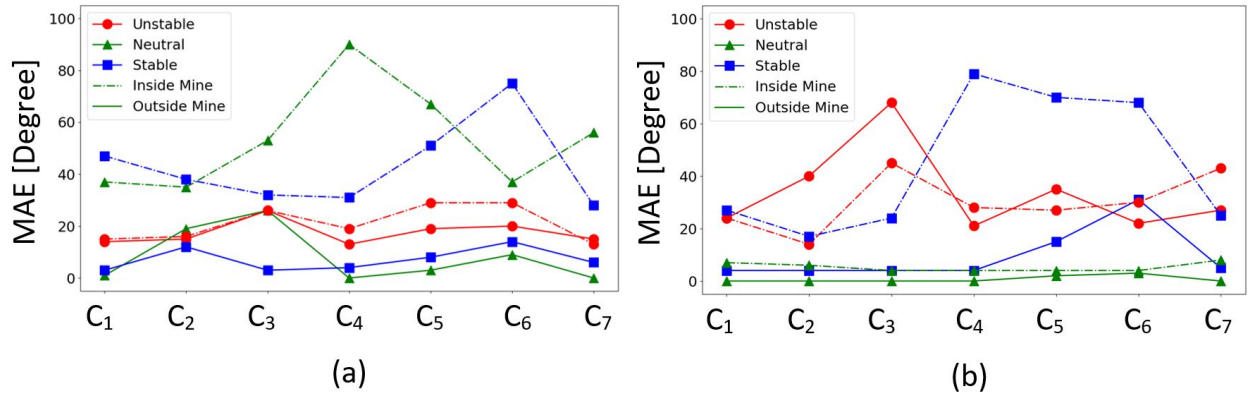 MAE [Degree]
100
80
60
40
20
0
Unstable
Neutral
Stable
Inside Mine
Outside Mine
C1 C2 C3 C4 C5 C6 C7
(a)
MAE [Degree]
100
80
60
40
20
0
Unstable
Neutral
Stable
Inside Mine
Outside Mine
C1 C2 C3 C4 C5 C6 C7
(b)